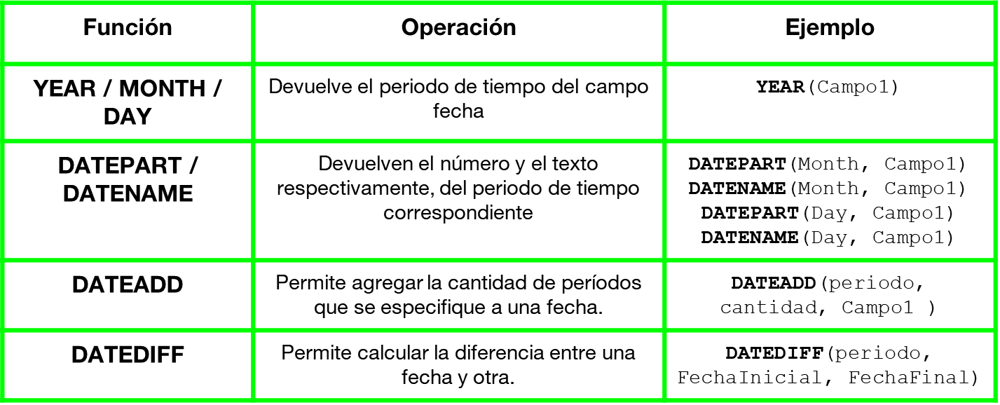 Función Operación Ejemplo
YEAR / MONTH /
DAY
Devuelve el periodo de tiempo del campo
fecha
YEAR(Campo1)
DATEPART /
DATENAME
Devuelven el número y el texto
respectivamente, del periodo de tiempo
correspondiente
DATEPART(Month, Campo1)
DATENAME(Month, Campo1)
DATEPART(Day, Campo1)
DATENAME(Day, Campo1)
DATEADD
Permite agregar la cantidad de períodos
que se especifique a una fecha.
DATEADD(periodo,
cantidad, Campo1 )
DATEDIFF
Permite calcular la diferencia entre una
fecha y otra.
DATEDIFF(periodo,
FechaInicial, FechaFinal)